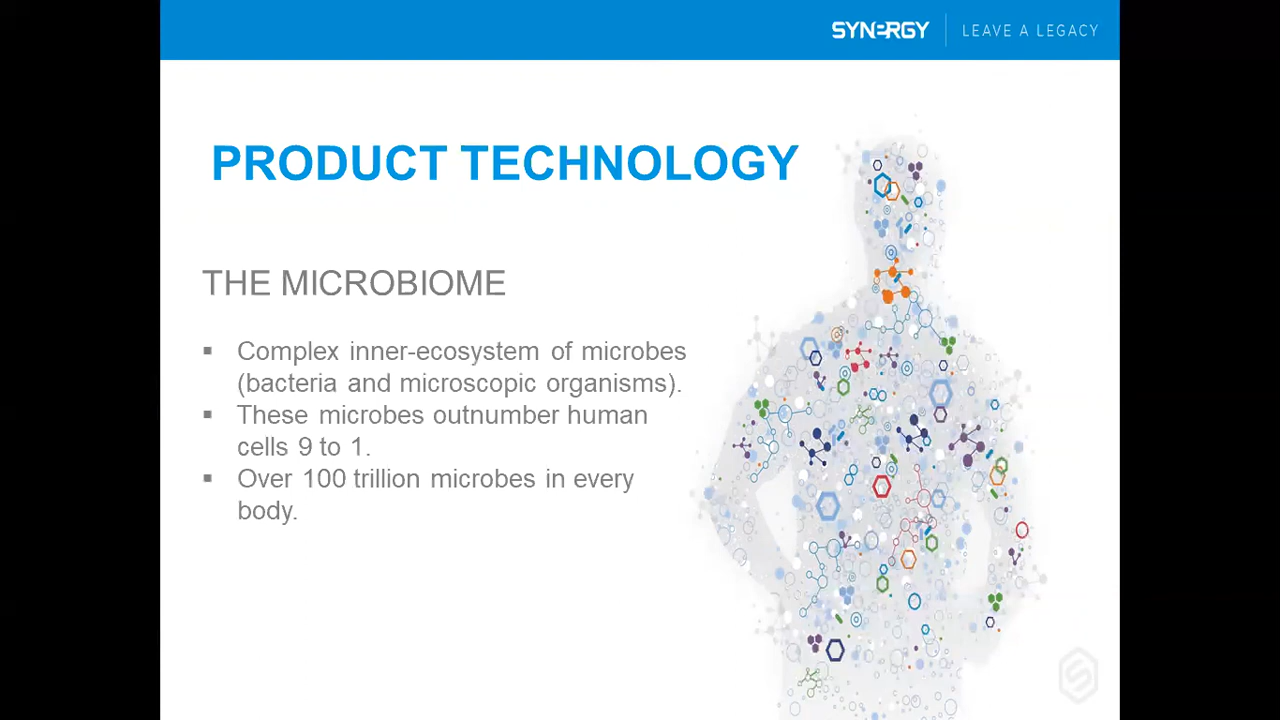 SYNERGY LEAVE A LEGACY
PRODUCT TECHNOLOGY
THE MICROBIOME
▪ Complex inner-ecosystem of microbes
(bacteria and microscopic organisms).
▪ These microbes outnumber human
cells 9 to 1.
▪ Over 100 trillion microbes in every
body.